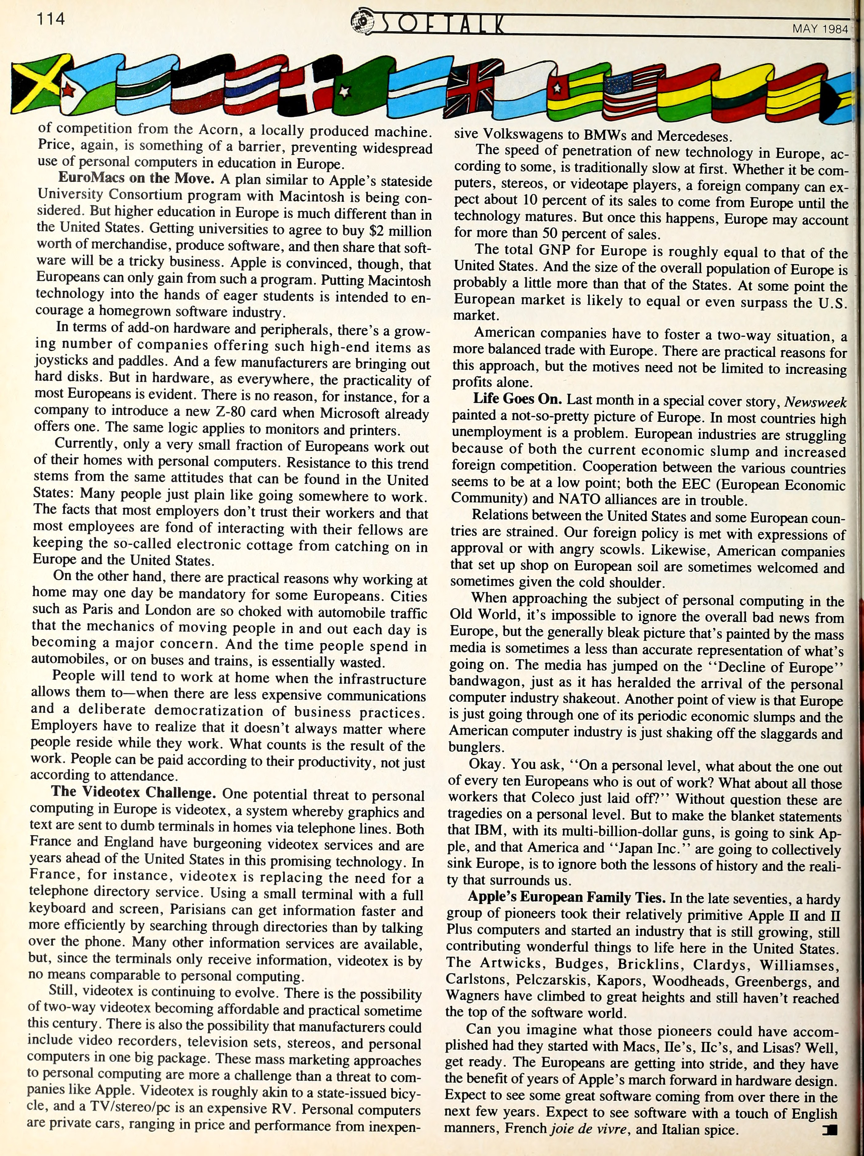 114
SOFTALK
MAY 1984
of competition from the Acorn, a locally produced machine.
Price, again, is something of a barrier, preventing widespread
use of personal computers in education in Europe.
EuroMacs on the Move. A plan similar to Apple's stateside
University Consortium program with Macintosh is being con-
sidered. But higher education in Europe is much different than in
the United States. Getting universities to agree to buy $2 million
worth of merchandise, produce software, and then share that soft-
ware will be a tricky business. Apple is convinced, though, that
Europeans can only gain from such a program. Putting Macintosh
technology into the hands of eager students is intended to en-
courage a homegrown software industry.
In terms of add-on hardware and peripherals, there's a grow-
ing number of companies offering such high-end items as
joysticks and paddles. And a few manufacturers are bringing out
hard disks. But in hardware, as everywhere, the practicality of
most Europeans is evident. There is no reason, for instance, for a
company to introduce a new Z-80 card when Microsoft already
offers one. The same logic applies to monitors and printers.
Currently, only a very small fraction of Europeans work out
of their homes with personal computers. Resistance to this trend
stems from the same attitudes that can be found in the United
States: Many people just plain like going somewhere to work.
The facts that most employers don't trust their workers and that
most employees are fond of interacting with their fellows are
keeping the so-called electronic cottage from catching on in
Europe and the United States.
On the other hand, there are practical reasons why working at
home may one day be mandatory for some Europeans. Cities
such as Paris and London are so choked with automobile traffic
that the mechanics of moving people in and out each day is
becoming a major concern. And the time people spend in
automobiles, or on buses and trains, is essentially wasted.
People will tend to work at home when the infrastructure
allows them to—when there are less expensive communications
and a deliberate democratization of business practices.
Employers have to realize that it doesn't always matter where
people reside while they work. What counts is the result of the
work. People can be paid according to their productivity, not just
according to attendance.
The Videotex Challenge. One potential threat to personal
computing in Europe is videotex, a system whereby graphics and
text are sent to dumb terminals in homes via telephone lines. Both
France and England have burgeoning videotex services and are
years ahead of the United States in this promising technology. In
France, for instance, videotex is replacing the need for a
telephone directory service. Using a small terminal with a full
keyboard and screen, Parisians can get information faster and
more efficiently by searching through directories than by talking
over the phone. Many other information services are available,
but, since the terminals only receive information, videotex is by
no means comparable to personal computing.
Still, videotex is continuing to evolve. There is the possibility
of two-way videotex becoming affordable and practical sometime
this century. There is also the possibility that manufacturers could
include video recorders, television sets, stereos, and personal
computers in one big package. These mass marketing approaches
to personal computing are more a challenge than a threat to com-
panies like Apple. Videotex is roughly akin to a state-issued bicy-
cle, and a TV/stereo/pc is an expensive RV. Personal computers
are private cars, ranging in price and performance from inexpen-
sive Volkswagens to BMWs and Mercedeses.
The speed of penetration of new technology in Europe, ac-
cording to some, is traditionally slow at first. Whether it be com-
puters, stereos, or videotape players, a foreign company can ex-
pect about 10 percent of its sales to come from Europe until the
technology matures. But once this happens, Europe may account
for more than 50 percent of sales.
The total GNP for Europe is roughly equal to that of the
United States. And the size of the overall population of Europe is
probably a little more than that of the States. At some point the
European market is likely to equal or even surpass the U.S.
market.
American companies have to foster a two-way situation, a
more balanced trade with Europe. There are practical reasons for
this approach, but the motives need not be limited to increasing
profits alone.
Life Goes On. Last month in a special cover story, Newsweek
painted a not-so-pretty picture of Europe. In most countries high
unemployment is a problem. European industries are struggling
because of both the current economic slump and increased
foreign competition. Cooperation between the various countries
seems to be at a low point; both the EEC (European Economic
Community) and NATO alliances are in trouble.
Relations between the United States and some European coun-
tries are strained. Our foreign policy is met with expressions of
approval or with angry scowls. Likewise, American companies
that set up shop on European soil are sometimes welcomed and
sometimes given the cold shoulder.
When approaching the subject of personal computing in the
Old World, it's impossible to ignore the overall bad news from
Europe, but the generally bleak picture that's painted by the mass
media is sometimes a less than accurate representation of what's
going on. The media has jumped on the "Decline of Europe"
bandwagon, just as it has heralded the arrival of the personal
computer industry shakeout. Another point of view is that Europe
is just going through one of its periodic economic slumps and the
American computer industry is just shaking off the slaggards and
bunglers.
Okay. You ask, "On a personal level, what about the one out
of every ten Europeans who is out of work? What about all those
workers that Coleco just laid off?" Without question these are
tragedies on a personal level. But to make the blanket statements
that IBM, with its multi-billion-dollar guns, is going to sink Ap-
ple, and that America and "Japan Inc." are going to collectively
sink Europe, is to ignore both the lessons of history and the reali-
ty that surrounds us.
Apple's European Family Ties. In the late seventies, a hardy
group of pioneers took their relatively primitive Apple II and II
Plus computers and started an industry that is still growing, still
contributing wonderful things to life here in the United States.
The Artwicks, Budges, Bricklins, Clardys, Williamses,
Carlstons, Pelczarskis, Kapors, Woodheads, Greenbergs, and
Wagners have climbed to great heights and still haven't reached
the top of the software world.
Can you imagine what those pioneers could have accom-
plished had they started with Macs, IIe's, IIc's, and Lisas? Well,
get ready. The Europeans are getting into stride, and they have
the benefit of years of Apple's march forward in hardware design.
Expect to see some great software coming from over there in the
next few years. Expect to see software with a touch of English
manners, French joie de vivre, and Italian spice.